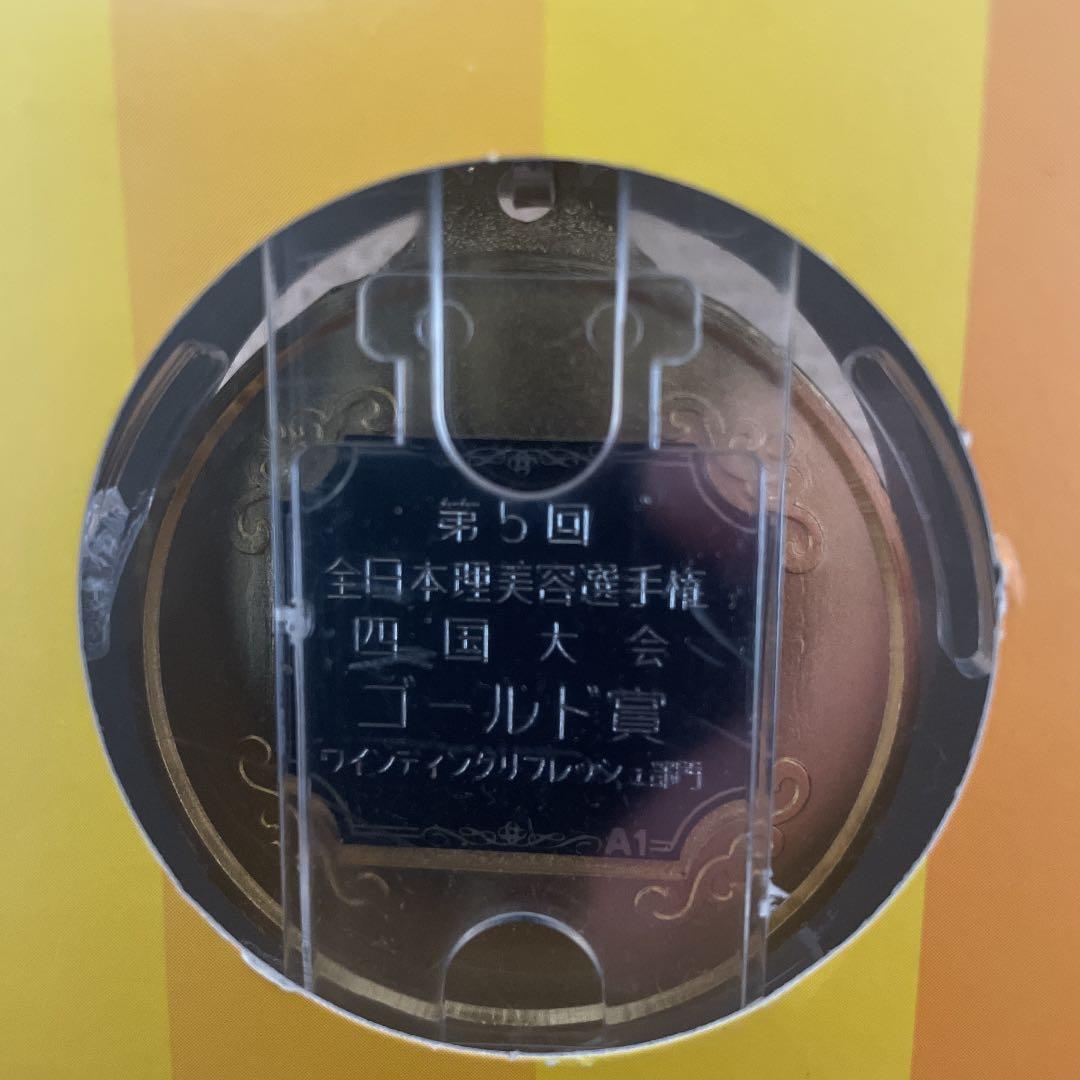 第5回
全日本理美容選手権
四国大会
ゴールド賞
ワインディングリフレッシュ部門
A1